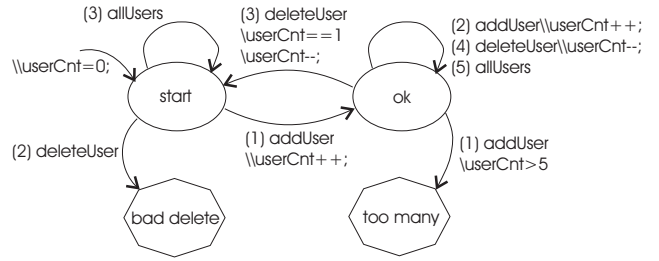 (3) allUsers
\\userCnt=0;
start
(3) deleteUser
\userCnt==1
\userCnt--;
(2) addUser\\userCnt++;
(4) deleteUser\\userCnt--;
(5) allUsers
ok
(1) addUser
\\userCnt++;
(2) deleteUser
(1) addUser
\userCnt>5
bad delete
too many